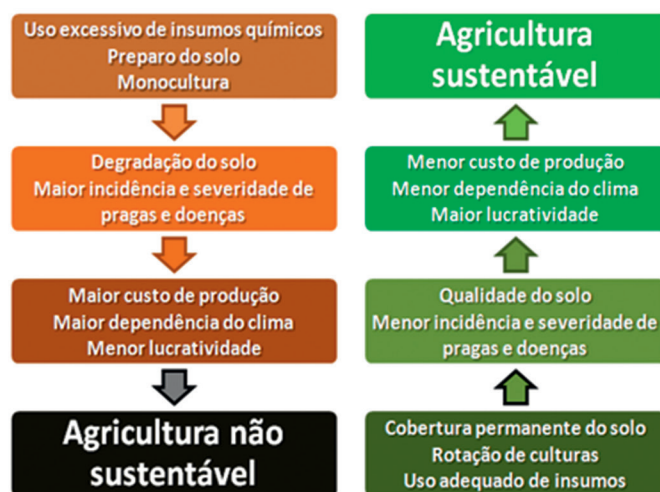 Uso excessivo de insumos químicos
Preparo do solo
Monocultura
Degradação do solo
Maior incidência e severidade de
pragas e doenças
Maior custo de produção
Maior dependência do clima
Menor lucratividade
Agricultura não
sustentável
Agricultura
sustentável
Menor custo de produção
Menor dependência do clima
Maior lucratividade
Qualidade do solo
Menor incidência e severidade de
pragas e doenças
Cobertura permanente do solo
Rotação de culturas
Uso adequado de insumos